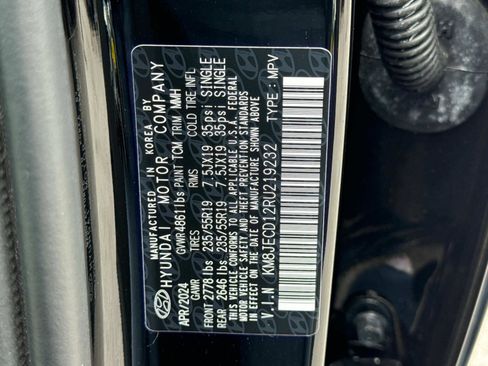 MANUFACTURED IN KOREA BY
HYUNDAI MOTOR COMPANY
APR/2024 GVWR 4861 lbs PAINT TCM TRIM MMH
GAWR TIRES RIMS COLD TIRE INFL
FRONT 2778 lbs 235/55R19 7.5JX19 35psi SINGLE
REAR 2646 lbs 235/55R19 7.5JX19 35psi SINGLE
THIS VEHICLE CONFORMS TO ALL APPLICABLE U.S.A. FEDERAL
MOTOR VEHICLE SAFETY AND THEFT PREVENTION STANDARDS
IN EFFECT ON THE DATE OF MANUFACTURE SHOWN ABOVE.
V.I.N: KM8JECD12RU219232 TYPE: MPV